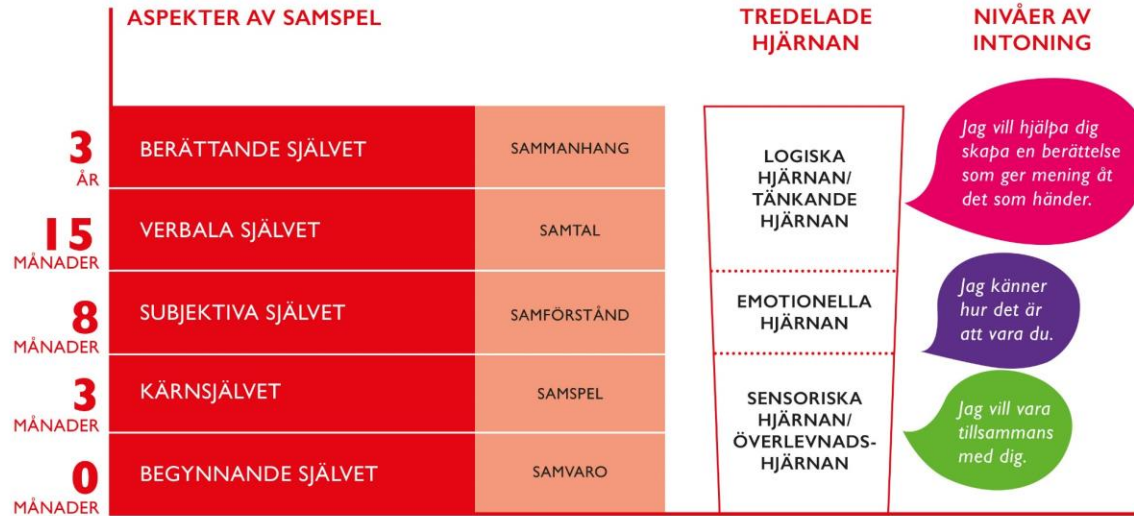 ASPEKTER AV SAMSPEL
TREDELADE
HJÄRNAN
NIVÅER AV
INTONING
3
ÅR
BERÄTTANDE SJÄLVET
SAMMANHANG
15
MÅNADER
VERBALA SJÄLVET
SAMTAL
8
MÅNADER
SUBJEKTIVA SJÄLVET
SAMFÖRSTÅND
3
MÅNADER
KÄRNSJÄLVET
SAMSPEL
0
MÅNADER
BEGYNNANDE SJÄLVET
SAMVARO
LOGISKA
HJÄRNAN/
TÄNKANDE
HJÄRNAN
EMOTIONELLA
HJÄRNAN
SENSORISKA
HJÄRNAN/
ÖVERLEVNADS-
HJÄRNAN
Jag vill hjälpa dig
skapa en berättelse
som ger mening åt
det som händer.
Jag känner
hur det är
att vara du.
Jag vill vara
tillsammans
med dig.